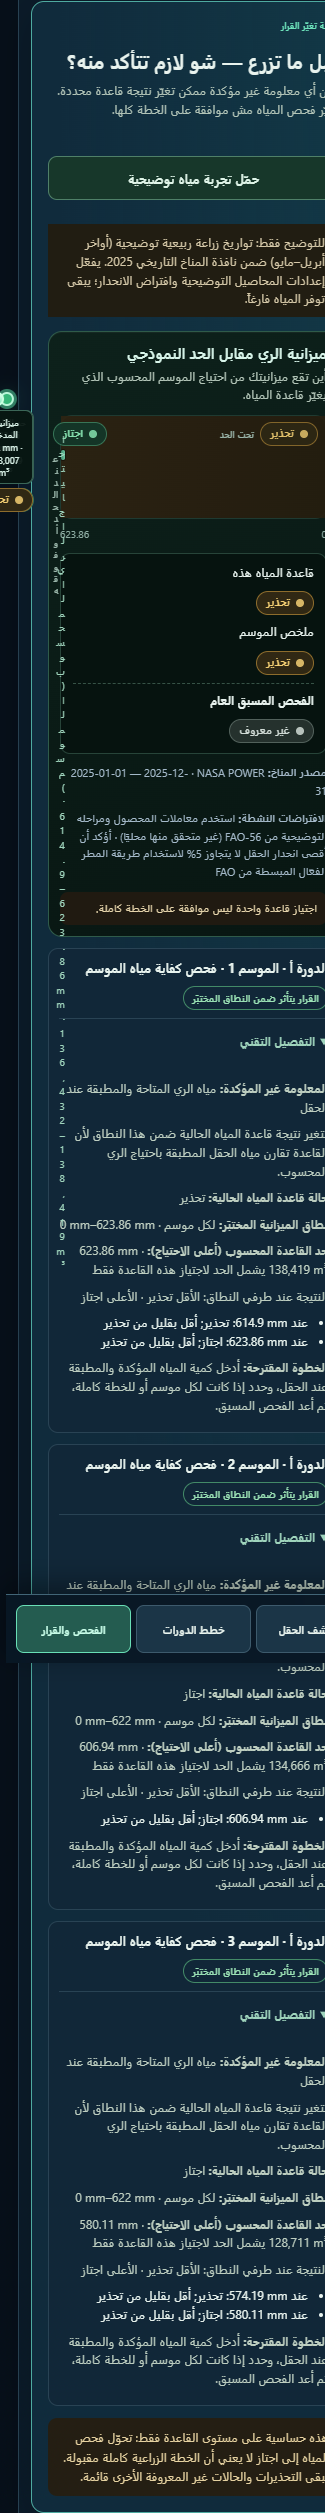 ة تغيّر القرار
ل ما تزرع — شو لازم تتأكد منه؟
ن أي معلومة غير مؤكدة ممكن تغيّر نتيجة قاعدة محددة.
ر فحص المياه مش موافقة على الخطة كلها.
حمّل تجربة مياه توضيحية
للتوضيح فقط: تواريخ زراعة ربيعية توضيحية (أواخر
أبريل–مايو) ضمن نافذة المناخ التاريخي 2025. يفعّل
إعدادات المحاصيل التوضيحية وافتراض الانحدار؛ يبقى
توفر المياه فارغاً.
ميزانية الري مقابل الحد النموذجي
أين تقع ميزانيتك من احتياج الموسم المحسوب الذي
يغيّر قاعدة المياه.
تحذير
تحت الحد
اجتاز
623.86
0
قاعدة المياه هذه
تحذير
ملخص الموسم
تحذير
الفحص المسبق العام
غير معروف
مصدر المناخ: NASA POWER · 2025-01-01 — 2025-12-
31
الافتراضات النشطة: استخدم معاملات المحصول ومراحله
التوضيحية من FAO-56 (غير متحقق منها محليًا) · أؤكد أن
أقصى انحدار الحقل لا يتجاوز 5% لاستخدام طريقة المطر
الفعال المبسطة من FAO
اجتياز قاعدة واحدة ليس موافقة على الخطة كاملة.
الدورة أ · الموسم 1 · فحص كفاية مياه الموسم
القرار يتأثر ضمن النطاق المختبَر
▼ التفصيل التقني
المعلومة غير المؤكدة: مياه الري المتاحة والمطبقة عند
الحقل
تتغير نتيجة قاعدة المياه الحالية ضمن هذا النطاق لأن
القاعدة تقارن مياه الحقل المطبقة باحتياج الري
المحسوب.
حالة قاعدة المياه الحالية: تحذير
نطاق الميزانية المختبَر: لكل موسم · 0 mm–623.86 mm
حد القاعدة المحسوب (أعلى الاحتياج): 623.86 mm ·
138,419 m³ يشمل الحد لاجتياز هذه القاعدة فقط
النتيجة عند طرفي النطاق: الأقل تحذير · الأعلى اجتاز
• عند 614.9 mm: تحذير; أقل بقليل من تحذير
• عند 623.86 mm: اجتاز; أقل بقليل من تحذير
الخطوة المقترحة: أدخل كمية المياه المؤكدة والمطبقة
عند الحقل، وحدد إذا كانت لكل موسم أو للخطة كاملة،
ثم أعد الفحص المسبق.
الدورة أ · الموسم 2 · فحص كفاية مياه الموسم
القرار يتأثر ضمن النطاق المختبَر
▼ التفصيل التقني
المعلومة غير المؤكدة: مياه الري المتاحة والمطبقة عند
شف الحقل
خطط الدورات
الفحص والقرار
المحسوب.
حالة قاعدة المياه الحالية: اجتاز
نطاق الميزانية المختبَر: لكل موسم · 0 mm–622 mm
حد القاعدة المحسوب (أعلى الاحتياج): 606.94 mm ·
134,666 m³ يشمل الحد لاجتياز هذه القاعدة فقط
النتيجة عند طرفي النطاق: الأقل تحذير · الأعلى اجتاز
• عند 606.94 mm: اجتاز; أقل بقليل من تحذير
الخطوة المقترحة: أدخل كمية المياه المؤكدة والمطبقة
عند الحقل، وحدد إذا كانت لكل موسم أو للخطة كاملة،
ثم أعد الفحص المسبق.
الدورة أ · الموسم 3 · فحص كفاية مياه الموسم
القرار يتأثر ضمن النطاق المختبَر
▼ التفصيل التقني
المعلومة غير المؤكدة: مياه الري المتاحة والمطبقة عند
الحقل
تتغير نتيجة قاعدة المياه الحالية ضمن هذا النطاق لأن
القاعدة تقارن مياه الحقل المطبقة باحتياج الري
المحسوب.
حالة قاعدة المياه الحالية: اجتاز
نطاق الميزانية المختبَر: لكل موسم · 0 mm–622 mm
حد القاعدة المحسوب (أعلى الاحتياج): 580.11 mm ·
128,711 m³ يشمل الحد لاجتياز هذه القاعدة فقط
النتيجة عند طرفي النطاق: الأقل تحذير · الأعلى اجتاز
• عند 574.19 mm: تحذير; أقل بقليل من تحذير
• عند 580.11 mm: اجتاز; أقل بقليل من تحذير
الخطوة المقترحة: أدخل كمية المياه المؤكدة والمطبقة
عند الحقل، وحدد إذا كانت لكل موسم أو للخطة كاملة،
ثم أعد الفحص المسبق.
هذه حساسية على مستوى القاعدة فقط: تحوّل فحص
المياه إلى اجتاز لا يعني أن الخطة الزراعية كاملة مقبولة.
تبقى التحذيرات والحالات غير المعروفة الأخرى قائمة.